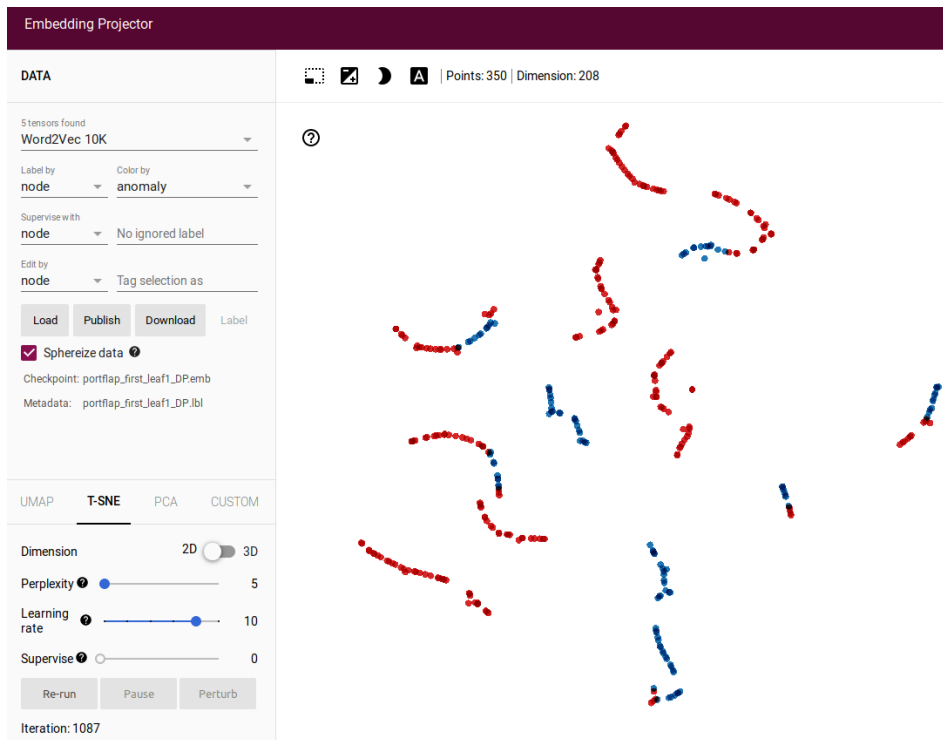 Embedding Projector
DATA
Points: 350 | Dimension: 208
5 tensors found
Word2Vec 10K
Label by
Color by
node
anomaly
Supervise with
node
No ignored label
Edit by
node
Tag selection as
Load
Publish
Download
Label
Sphereize data
Checkpoint: portflap_first_leaf1_DP.emb
Metadata: portflap_first_leaf1_DP.lbl
UMAP
T-SNE
PCA
CUSTOM
Dimension
2D
3D
Perplexity
5
Learning
rate
10
Supervise
0
Re-run
Pause
Perturb
Iteration: 1087